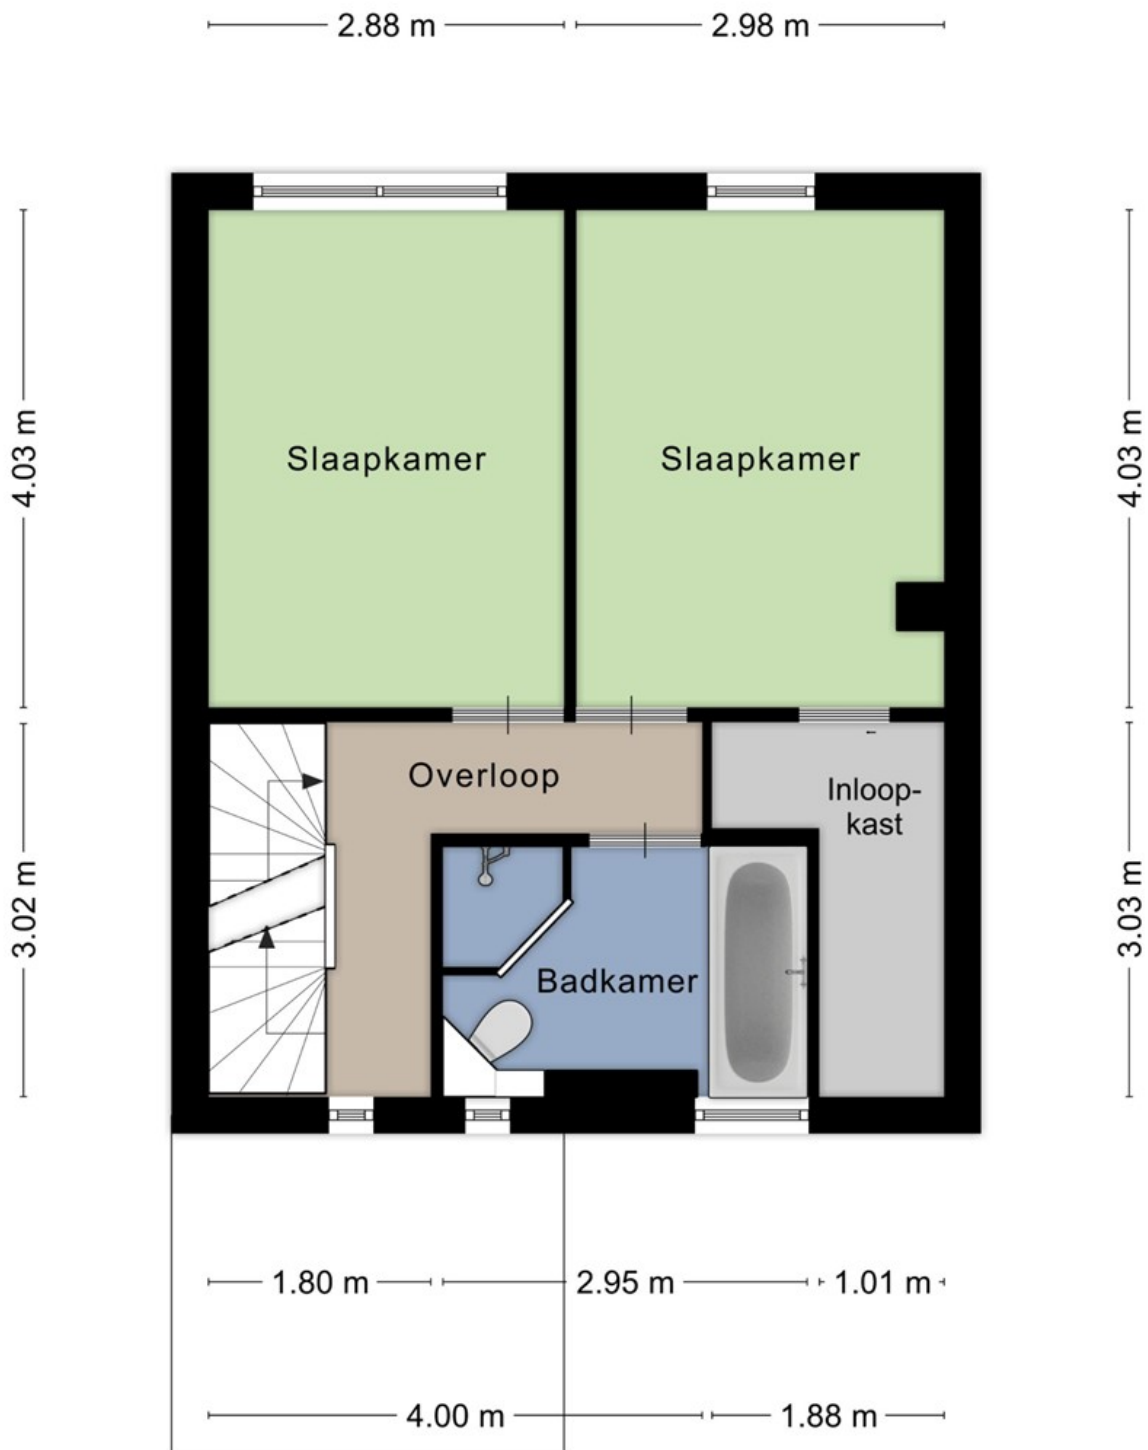 2.88 m
2.98 m
4.03 m
4.03 m
Slaapkamer
Slaapkamer
Overloop
Inloop-
kast
3.02 m
3.03 m
Badkamer
1.80 m
2.95 m
1.01 m
4.00 m
1.88 m